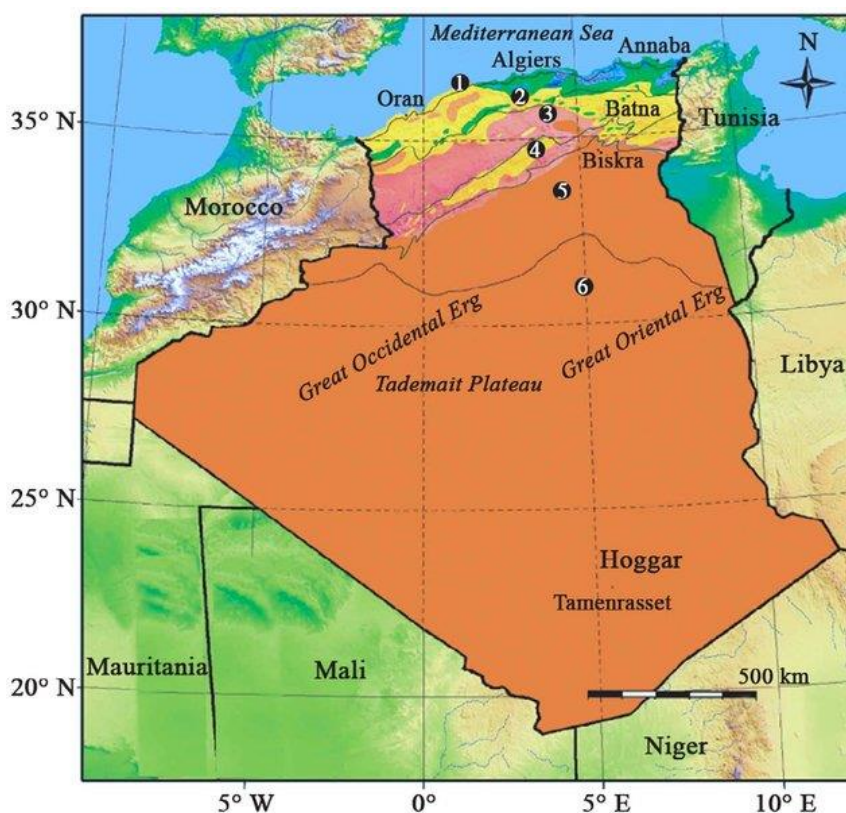 Mediterranean Sea
Algiers
Annaba
N
1
2
Oran
3
Batna
Tunisia
35° N
4
Biskra
5
Morocco
6
30° N
Great Occidental Erg
Great Oriental Erg
Libya
Tademait Plateau
25° N
Hoggar
Tamenrasset
Mauritania
Mali
20° N
500 km
Niger
5° W
0°
5° E
10° E